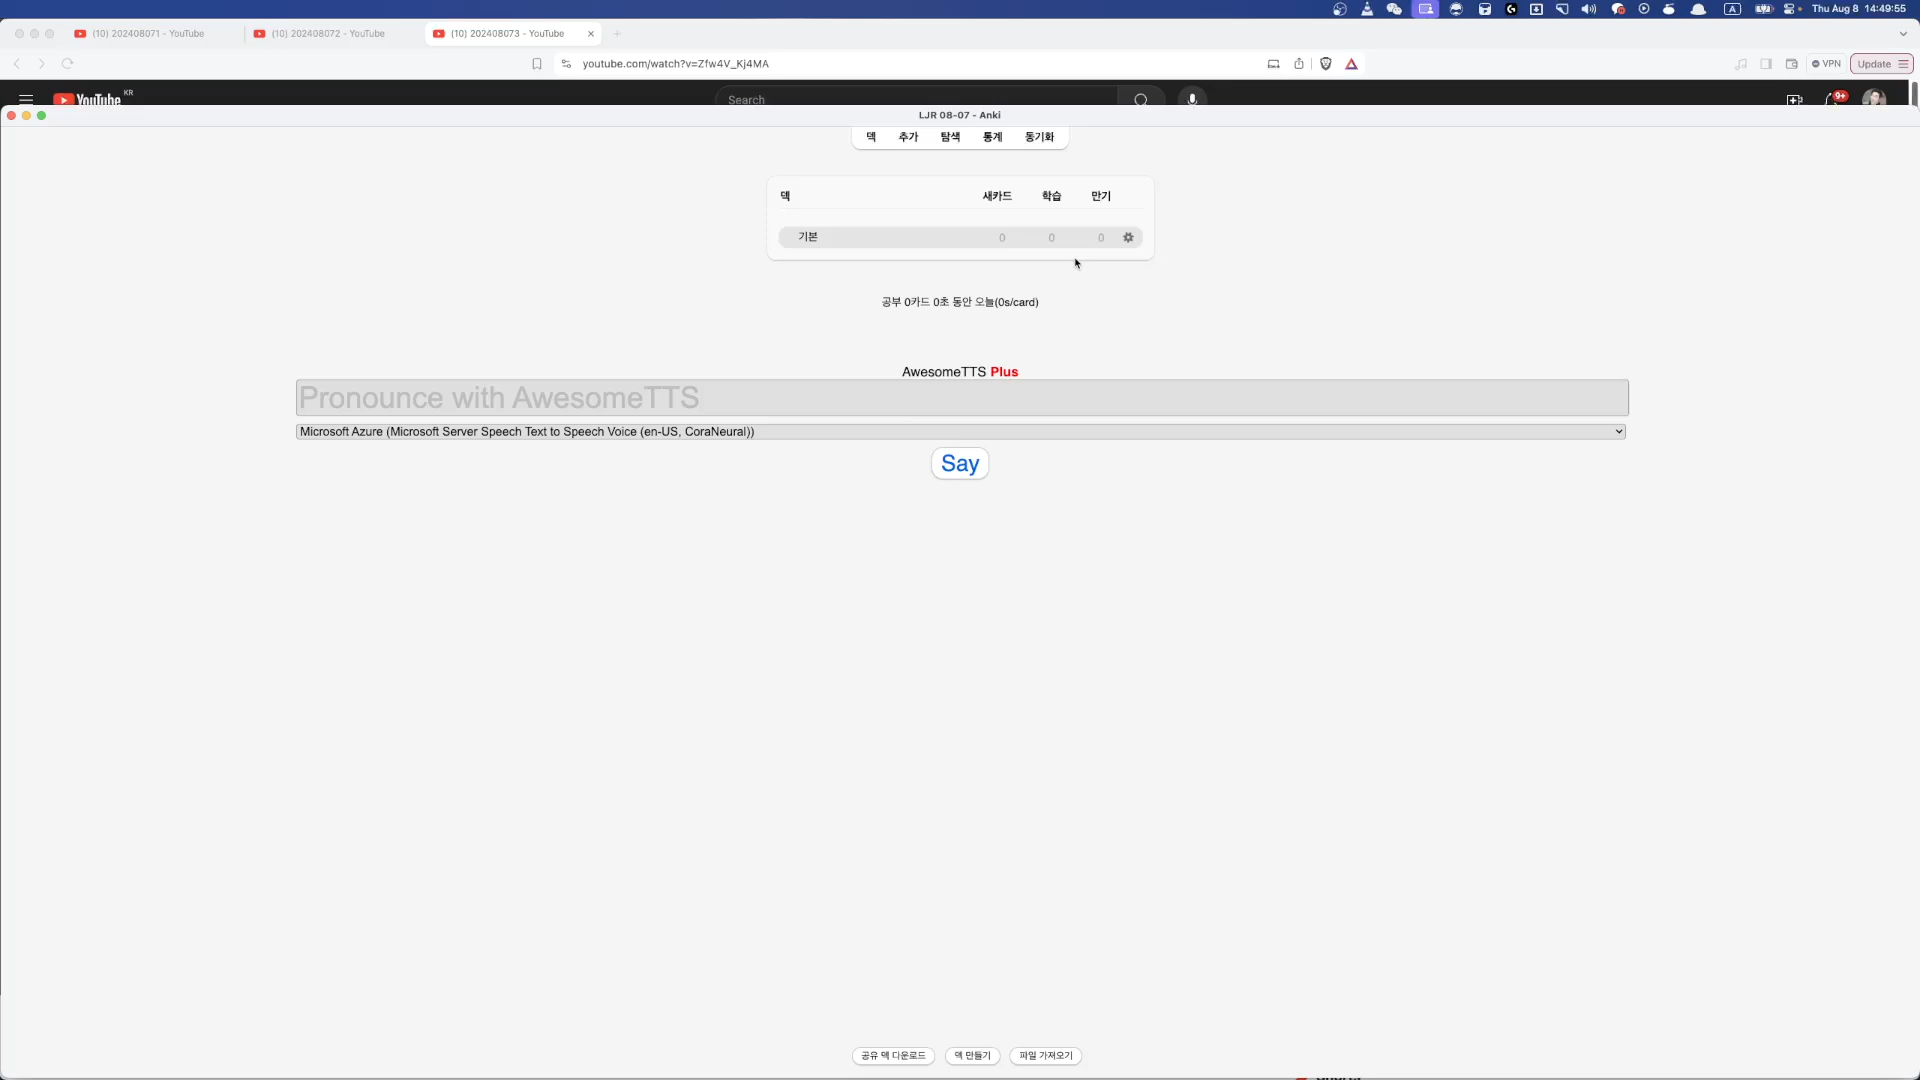 Thu Aug 8 14:49:55
(10) 202408071 - YouTube
(10) 202408072 - YouTube
(10) 202408073 - YouTube
youtube.com/watch?v=Zfw4V_Kj4MA
VPN
Update
YouTube KR
Search
9+
LJR 08-07 - Anki
덱 추가 탐색 통계 동기화
덱 새카드 학습 만기
기본 0 0 0
공부 0카드 0초 동안 오늘(0s/card)
AwesomeTTS Plus
Pronounce with AwesomeTTS
Microsoft Azure (Microsoft Server Speech Text to Speech Voice (en-US, CoraNeural))
Say
공유 덱 다운로드 덱 만들기 파일 가져오기